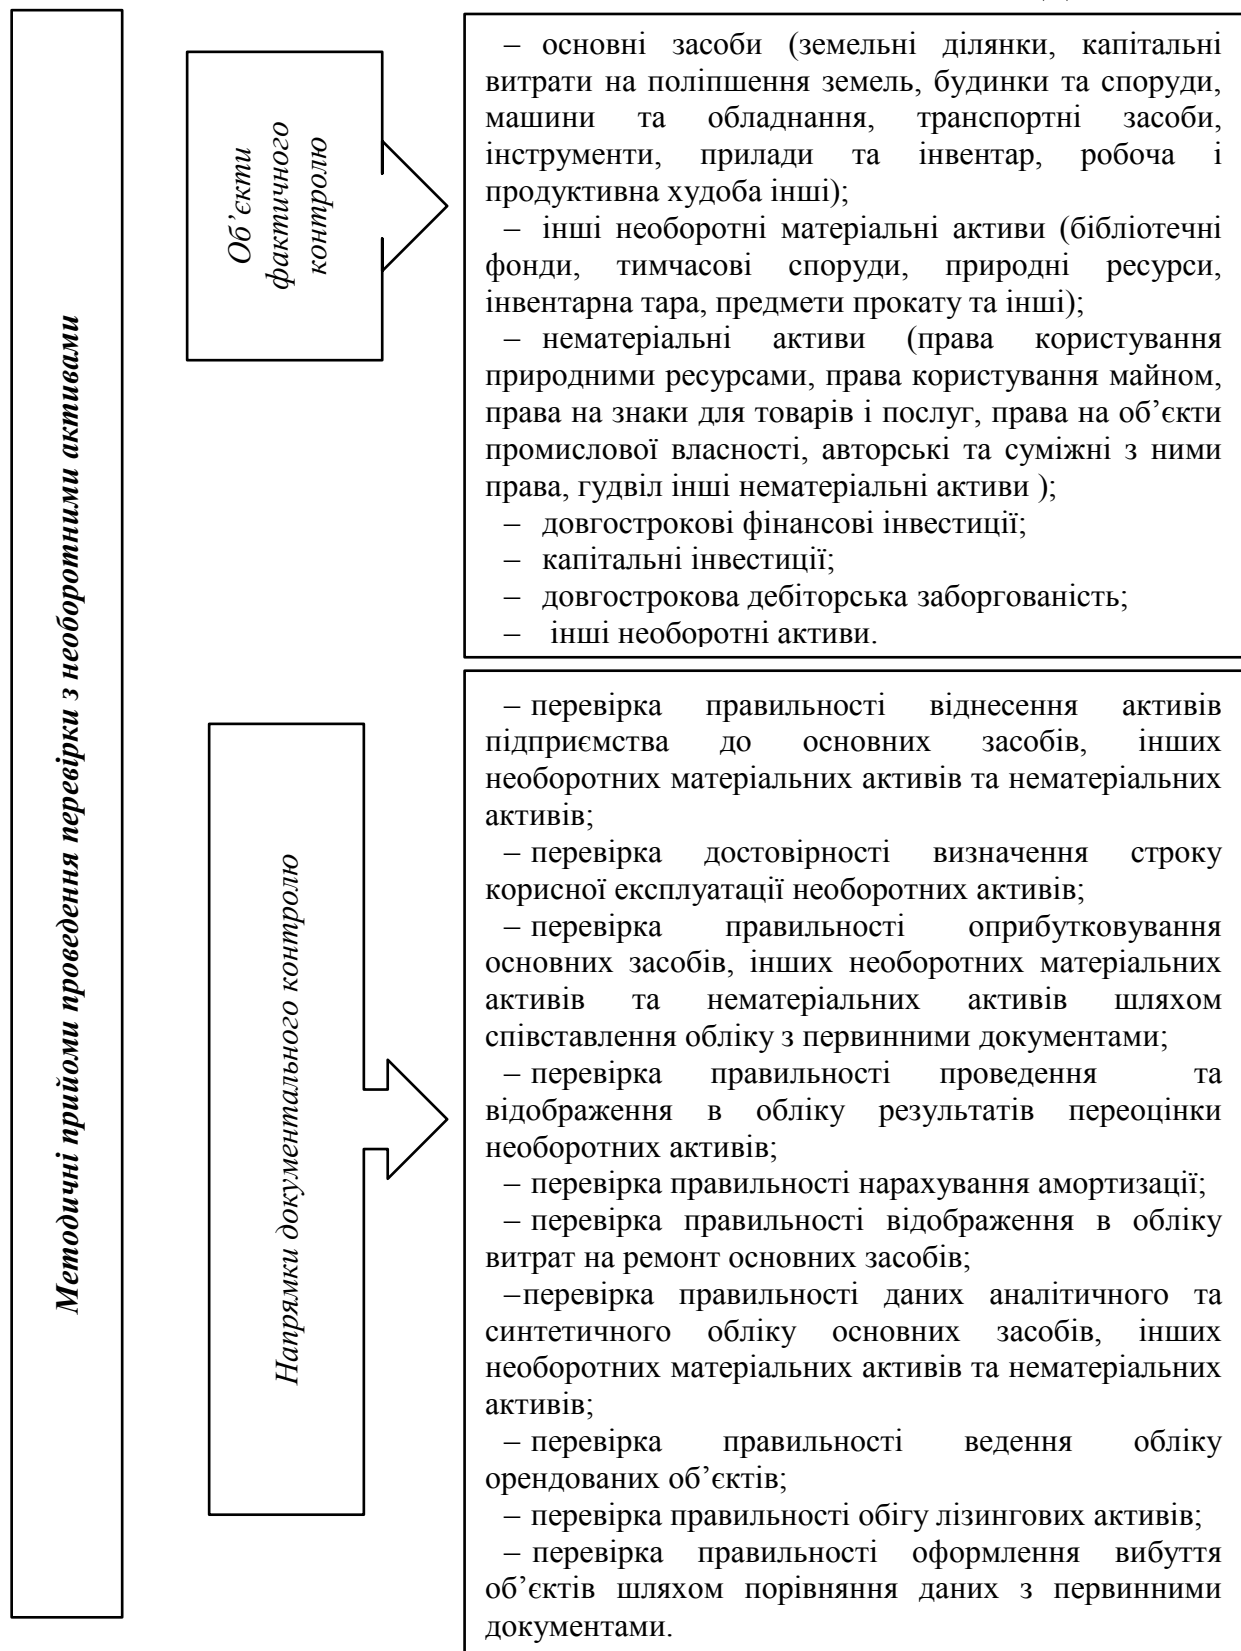 Методичні прийоми проведення перевірки з необоротними активами
Об’єкти
фактичного
контролю
– основні засоби (земельні ділянки, капітальні
витрати на поліпшення земель, будинки та споруди,
машини та обладнання, транспортні засоби,
інструменти, прилади та інвентар, робоча і
продуктивна худоба інші);
– інші необоротні матеріальні активи (бібліотечні
фонди, тимчасові споруди, природні ресурси,
інвентарна тара, предмети прокату та інші);
– нематеріальні активи (права користування
природними ресурсами, права користування майном,
права на знаки для товарів і послуг, права на об’єкти
промислової власності, авторські та суміжні з ними
права, гудвіл інші нематеріальні активи );
– довгострокові фінансові інвестиції;
– капітальні інвестиції;
– довгострокова дебіторська заборгованість;
– інші необоротні активи.
Напрямки документального контролю
– перевірка правильності віднесення активів
підприємства до основних засобів, інших
необоротних матеріальних активів та нематеріальних
активів;
– перевірка достовірності визначення строку
корисної експлуатації необоротних активів;
– перевірка правильності оприбутковування
основних засобів, інших необоротних матеріальних
активів та нематеріальних активів шляхом
співставлення обліку з первинними документами;
– перевірка правильності проведення та
відображення в обліку результатів переоцінки
необоротних активів;
– перевірка правильності нарахування амортизації;
– перевірка правильності відображення в обліку
витрат на ремонт основних засобів;
–перевірка правильності даних аналітичного та
синтетичного обліку основних засобів, інших
необоротних матеріальних активів та нематеріальних
активів;
– перевірка правильності ведення обліку
орендованих об’єктів;
– перевірка правильності обігу лізингових активів;
– перевірка правильності оформлення вибуття
об’єктів шляхом порівняння даних з первинними
документами.